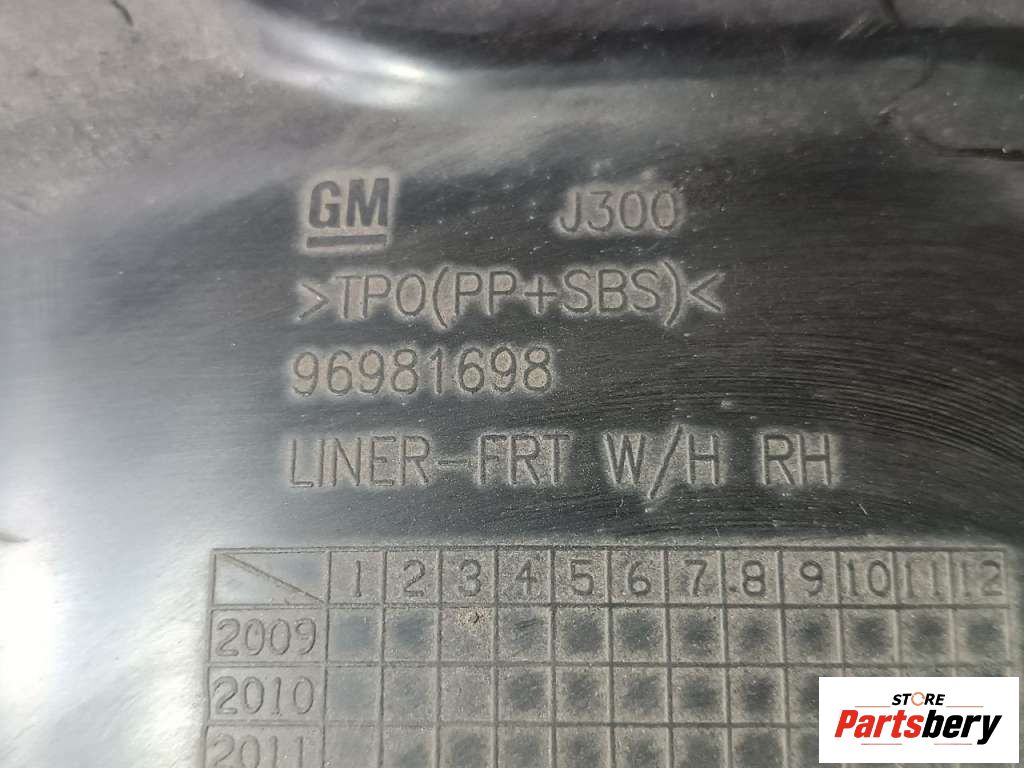 GM J300
>TPO(PP+SBS)<
96981698
LINER-FRT W/H RH
1 2 3 4 5 6 7 8 9 10 11 12
2009
2010
2011
STORE
Partsbery